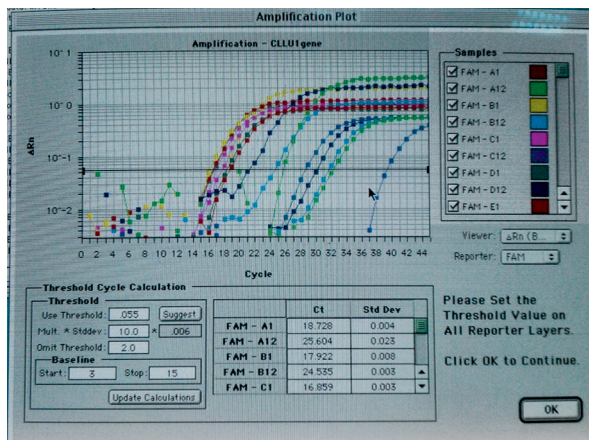 Amplification Plot
Amplification - CLLU1gene
10^1
10^0
10^-1
10^-2
ΔRn
0 2 4 6 8 10 12 14 16 18 20 22 24 26 28 30 32 34 36 38 40 42 44
Cycle
Samples
FAM - A1
FAM - A12
FAM - B1
FAM - B12
FAM - C1
FAM - C12
FAM - D1
FAM - D12
FAM - E1
Viewer: ΔRn (B...
Reporter: FAM
Threshold Cycle Calculation
Threshold
Use Threshold: .055 Suggest
Mult. * Stddev: 10.0 * .006
Omit Threshold: 2.0
Baseline
Start: 3 Stop: 15
Update Calculations
Ct Std Dev
FAM - A1 18.728 0.004
FAM - A12 25.604 0.023
FAM - B1 17.922 0.008
FAM - B12 24.535 0.003
FAM - C1 16.859 0.003
Please Set the
Threshold Value on
All Reporter Layers.
Click OK to Continue.
OK